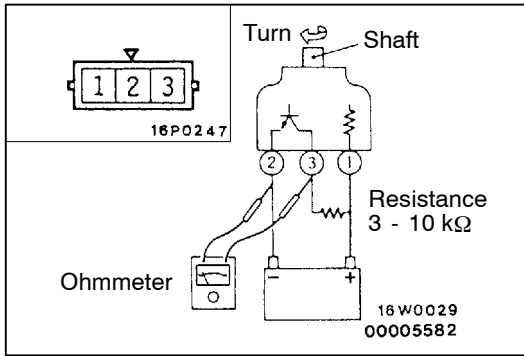 1 2 3
16P0247
Turn
Shaft
2 3 1
Resistance
3 - 10 kΩ
Ohmmeter
- +
16W0029
00005582